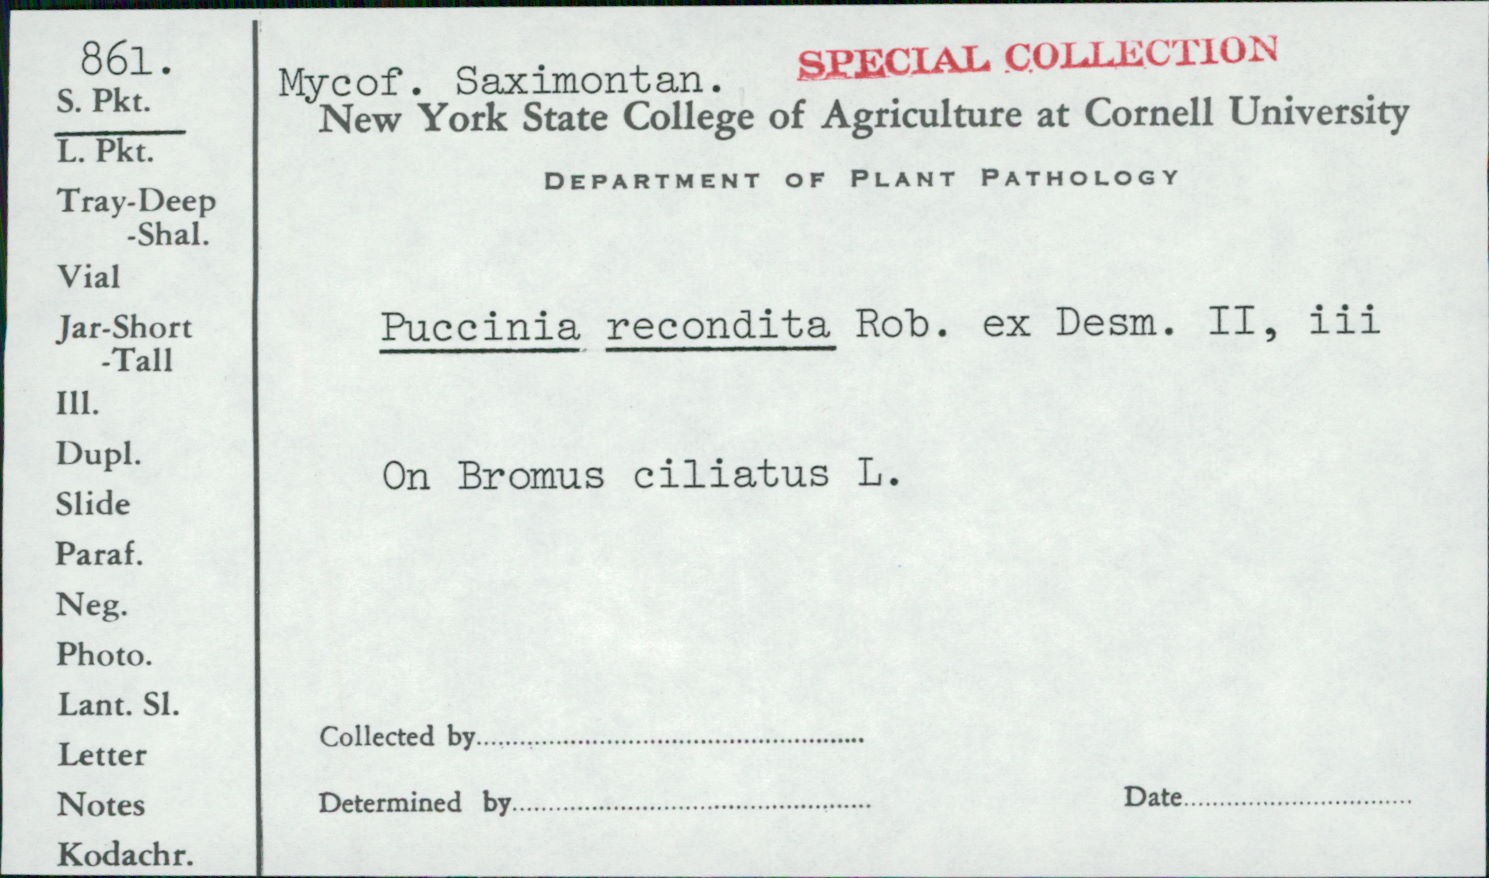 861.
S. Pkt.
L. Pkt.
Tray-Deep
-Shal.
Vial
Jar-Short
-Tall
Ill.
Dupl.
Slide
Paraf.
Neg.
Photo.
Lant. Sl.
Letter
Notes
Kodachr.
SPECIAL COLLECTION
Mycof. Saximontan.
New York State College of Agriculture at Cornell University
DEPARTMENT OF PLANT PATHOLOGY
Puccinia recondita Rob. ex Desm. II, iii
On Bromus ciliatus L.
Collected by
Determined by
Date